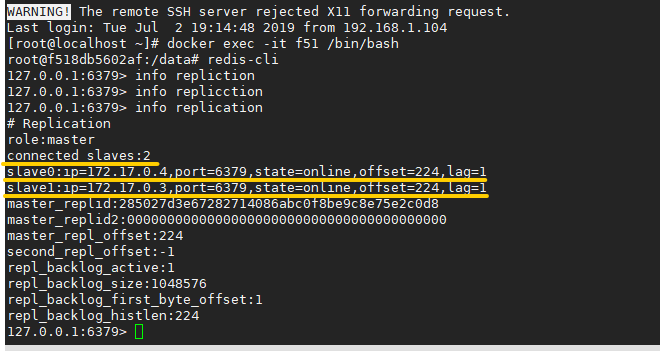 WARNING! The remote SSH server rejected X11 forwarding request.
Last login: Tue Jul  2 19:14:48 2019 from 192.168.1.104
[root@localhost ~]# docker exec -it f51 /bin/bash
root@f518db5602af:/data# redis-cli
127.0.0.1:6379> info repliction
127.0.0.1:6379> info replicction
127.0.0.1:6379> info replication
# Replication
role:master
connected_slaves:2
slave0:ip=172.17.0.4,port=6379,state=online,offset=224,lag=1
slave1:ip=172.17.0.3,port=6379,state=online,offset=224,lag=1
master_replid:285027d3e67282714086abc0f8be9c8e75e2c0d8
master_replid2:0000000000000000000000000000000000000000
master_repl_offset:224
second_repl_offset:-1
repl_backlog_active:1
repl_backlog_size:1048576
repl_backlog_first_byte_offset:1
repl_backlog_histlen:224
127.0.0.1:6379>